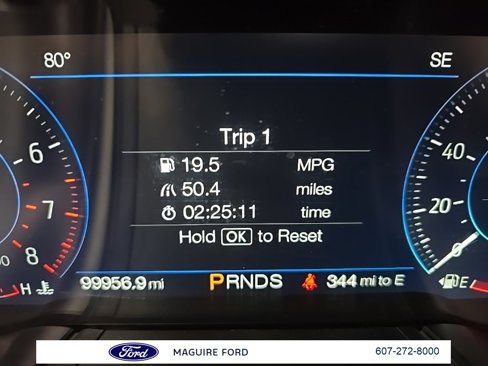 80° SE
Trip 1
19.5 MPG
50.4 miles
02:25:11 time
Hold OK to Reset
6
7
8
40
20
0
H
E
99956.9 mi PRNDS 344 mi to E
Ford MAGUIRE FORD 607-272-8000